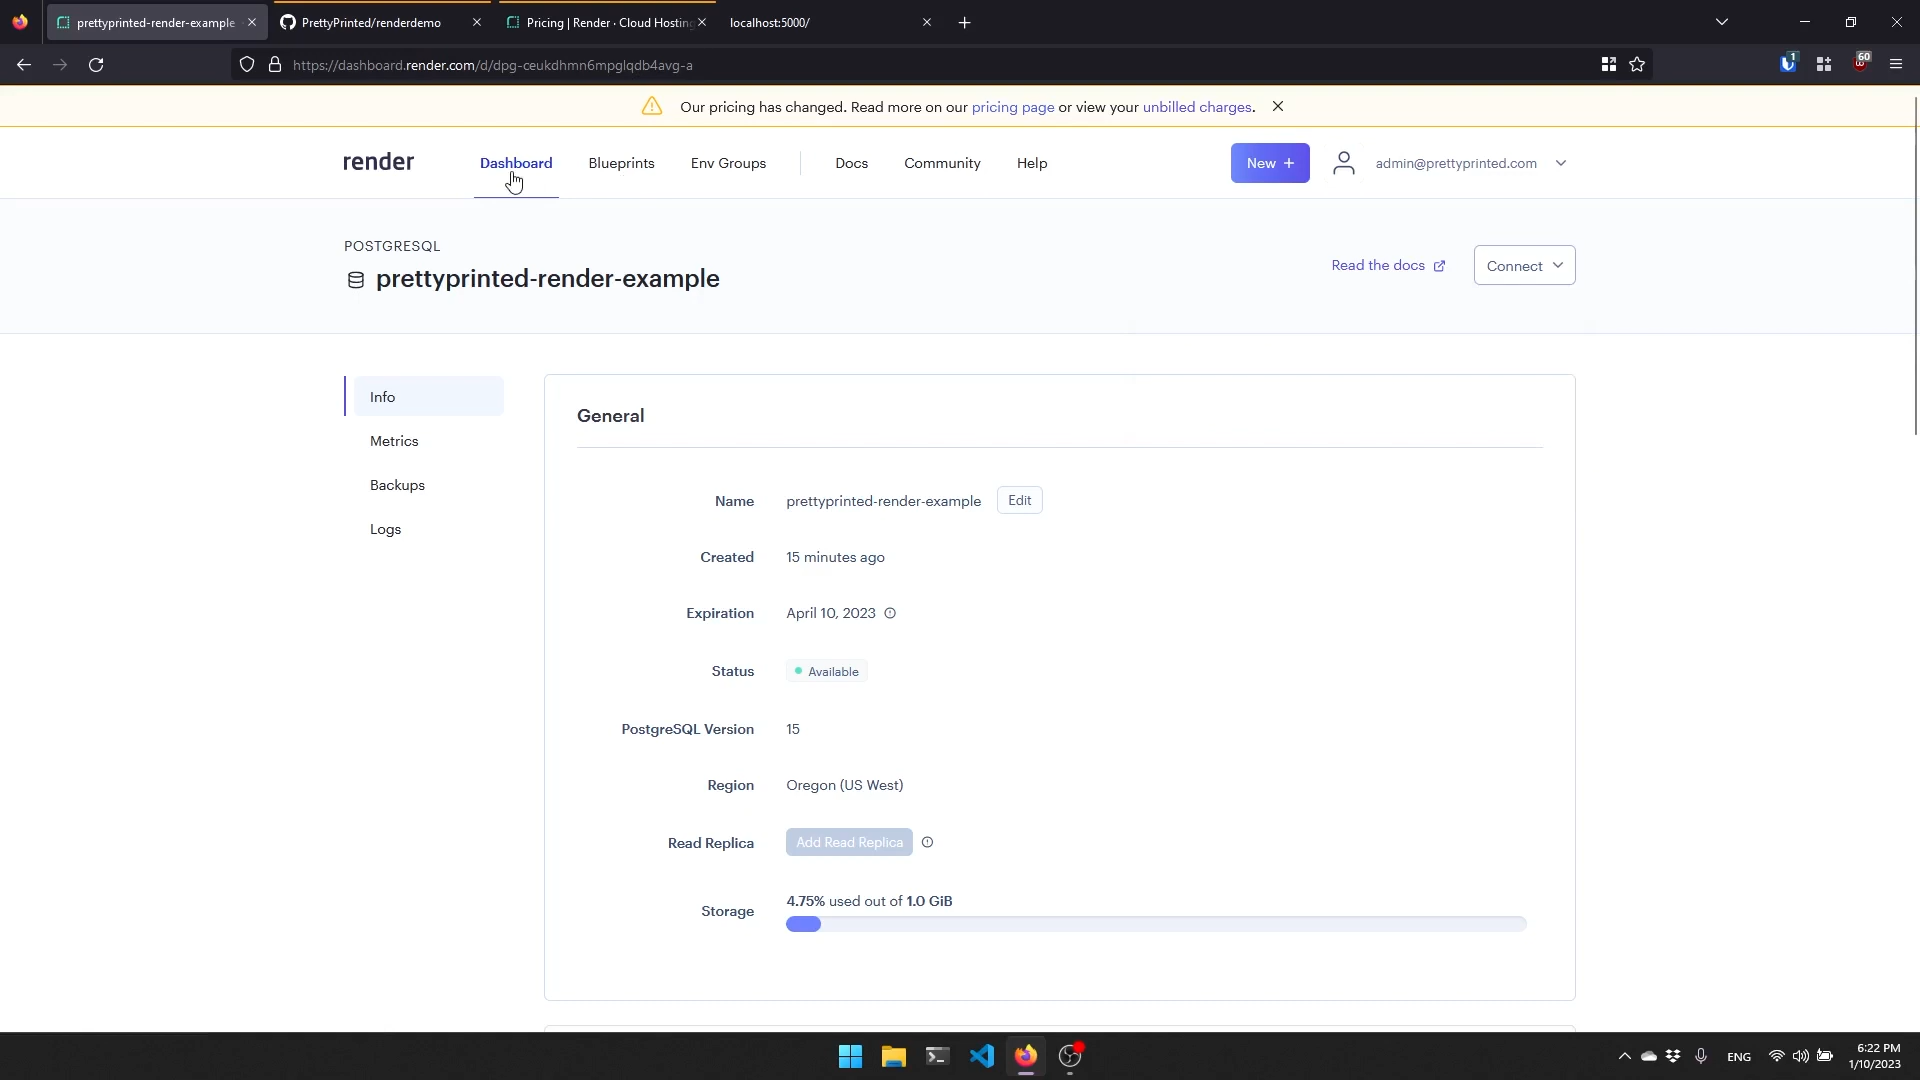 prettyprinted-render-example
PrettyPrinted/renderdemo
Pricing | Render · Cloud Hosting
localhost:5000/
https://dashboard.render.com/d/dpg-ceukdhmn6mpglqdb4avg-a
1
60
Our pricing has changed. Read more on our pricing page or view your unbilled charges.
render
Dashboard
Blueprints
Env Groups
Docs
Community
Help
New +
admin@prettyprinted.com
POSTGRESQL
prettyprinted-render-example
Read the docs
Connect
Info
Metrics
Backups
Logs
General
Name
prettyprinted-render-example
Edit
Created
15 minutes ago
Expiration
April 10, 2023
Status
Available
PostgreSQL Version
15
Region
Oregon (US West)
Read Replica
Add Read Replica
Storage
4.75% used out of 1.0 GiB
ENG
6:22 PM
1/10/2023